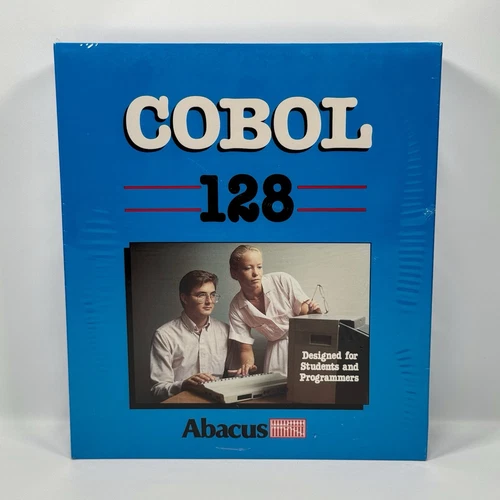 COBOL
128
Designed for
Students and
Programmers
Abacus